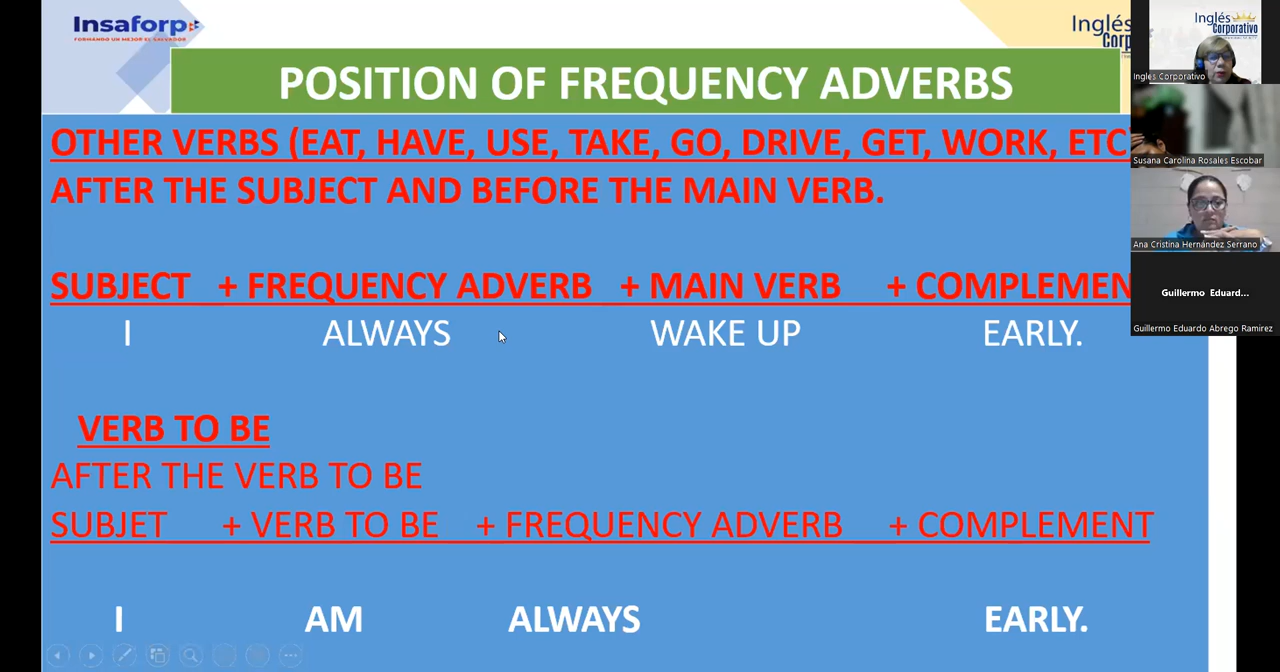 Insaforp
FORMANDO UN MEJOR EL SALVADOR
Inglés
Corp
POSITION OF FREQUENCY ADVERBS
OTHER VERBS (EAT, HAVE, USE, TAKE, GO, DRIVE, GET, WORK, ETC
AFTER THE SUBJECT AND BEFORE THE MAIN VERB.
SUBJECT + FREQUENCY ADVERB + MAIN VERB + COMPLEMEN
I ALWAYS WAKE UP EARLY.
VERB TO BE
AFTER THE VERB TO BE
SUBJET + VERB TO BE + FREQUENCY ADVERB + COMPLEMENT
I AM ALWAYS EARLY.
Inglés
Corporativo
Ingles Corporativo
Susana Carolina Rosales Escobar
Ana Cristina Hernández Serrano
Guillermo Eduard...
Guillermo Eduardo Abrego Ramirez